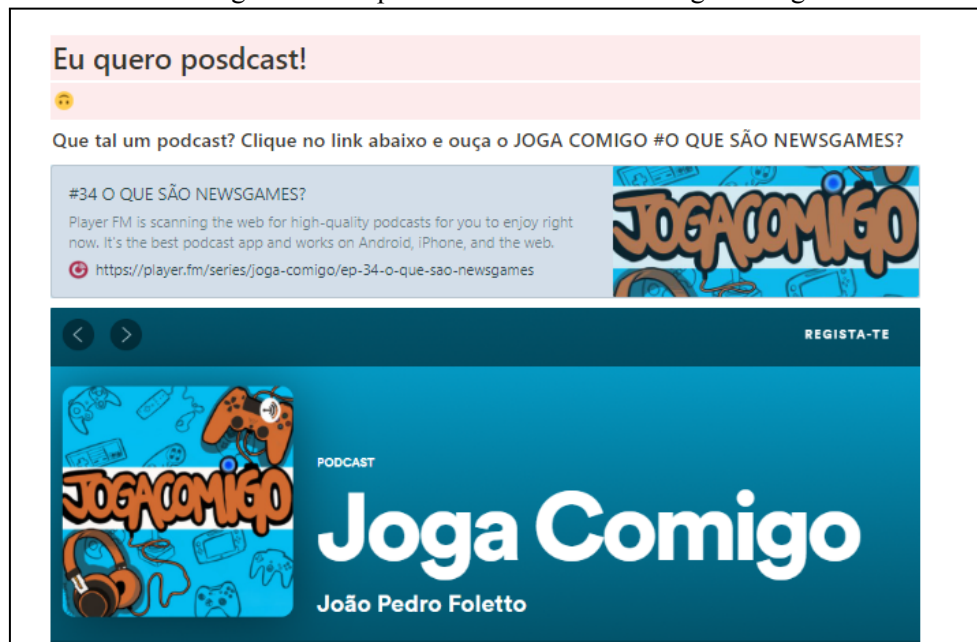 Eu quero posdcast!
Que tal um podcast? Clique no link abaixo e ouça o JOGA COMIGO #O QUE SÃO NEWSGAMES?
#34 O QUE SÃO NEWSGAMES?
Player FM is scanning the web for high-quality podcasts for you to enjoy right
now. It's the best podcast app and works on Android, iPhone, and the web.
https://player.fm/series/joga-comigo/ep-34-o-que-sao-newsgames
JOGACOMIGO
REGISTA-TE
JOGACOMIGO
PODCAST
Joga Comigo
João Pedro Foletto